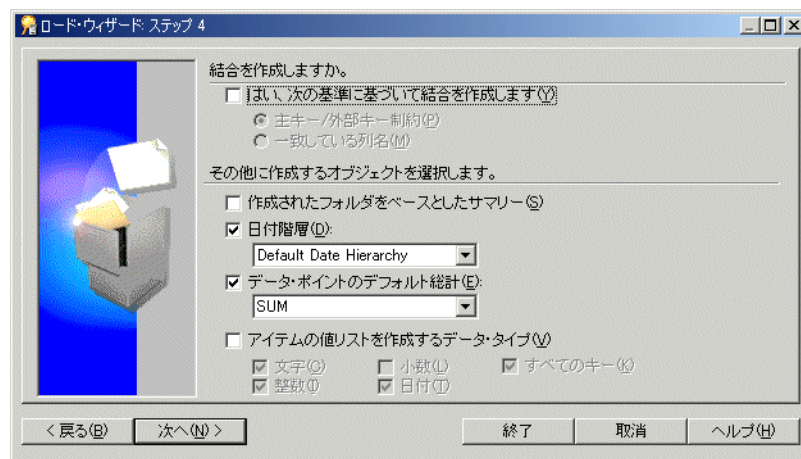 ロード・ウィザード: ステップ 4
結合を作成しますか。
はい、次の基準に基づいて結合を作成します(Y)
主キー/外部キー制約(P)
一致している列名(M)
その他に作成するオブジェクトを選択します。
作成されたフォルダをベースとしたサマリー(S)
日付階層(D):
Default Date Hierarchy
データ・ポイントのデフォルト総計(E):
SUM
アイテムの値リストを作成するデータ・タイプ(V)
文字(C) 小数(L) すべてのキー(K)
整数(I) 日付(T)
< 戻る(B) 次へ(N) > 終了 取消 ヘルプ(H)